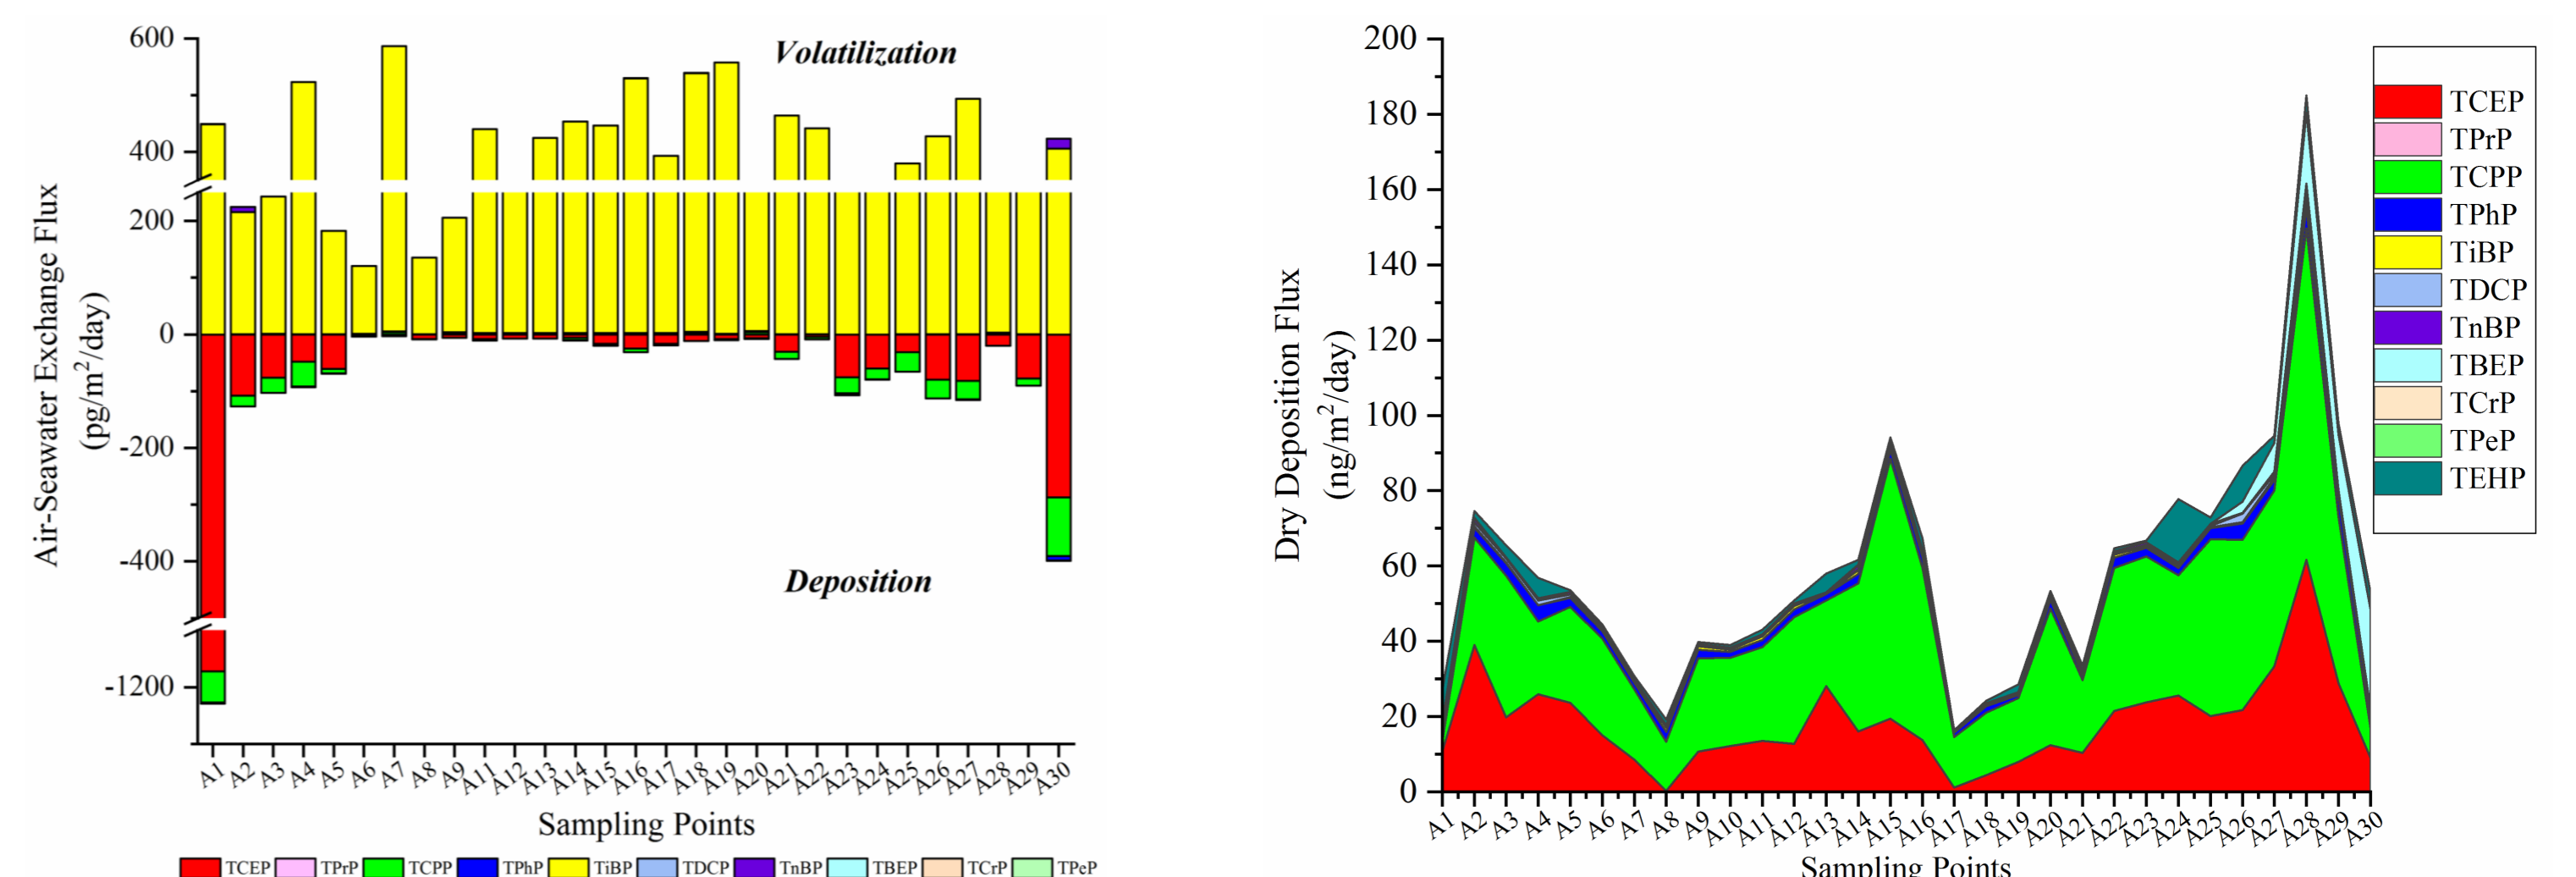 600
400
200
0
-200
-400
-1200
Air-Seawater Exchange Flux
(pg/m²/day)
Volatilization
Deposition
A1 A2 A3 A4 A5 A6 A7 A8 A9 A11 A12 A13 A14 A15 A16 A17 A18 A19 A20 A21 A22 A23 A24 A25 A26 A27 A28 A29 A30
Sampling Points
TCEP TPrP TCPP TPhP TiBP TDCP TnBP TBEP TCrP TPeP
200
180
160
140
120
100
80
60
40
20
0
Dry Deposition Flux
(ng/m²/day)
A1 A2 A3 A4 A5 A6 A7 A8 A9 A10 A11 A12 A13 A14 A15 A16 A17 A18 A19 A20 A21 A22 A23 A24 A25 A26 A27 A28 A29 A30
Sampling Points
TCEP
TPrP
TCPP
TPhP
TiBP
TDCP
TnBP
TBEP
TCrP
TPeP
TEHP